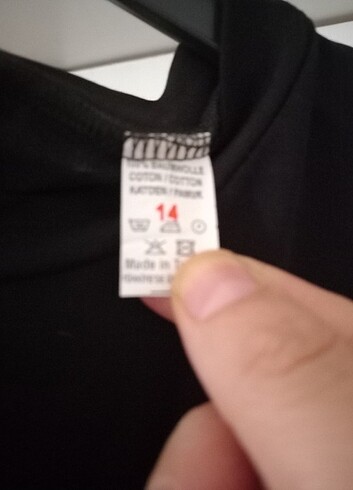 100% BAUMWOLLE
COTON / COTTON
KATOEN / PAMUK
14
Made in T